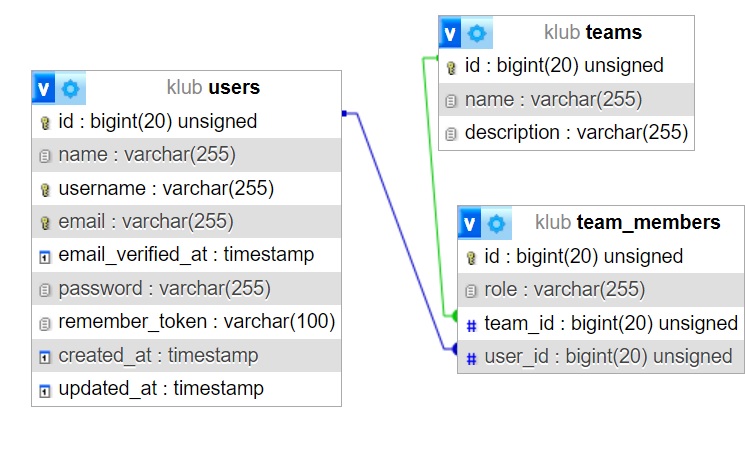 v klub users
id : bigint(20) unsigned
name : varchar(255)
username : varchar(255)
email : varchar(255)
email_verified_at : timestamp
password : varchar(255)
remember_token : varchar(100)
created_at : timestamp
updated_at : timestamp
v klub teams
id : bigint(20) unsigned
name : varchar(255)
description : varchar(255)
v klub team_members
id : bigint(20) unsigned
role : varchar(255)
# team_id : bigint(20) unsigned
# user_id : bigint(20) unsigned